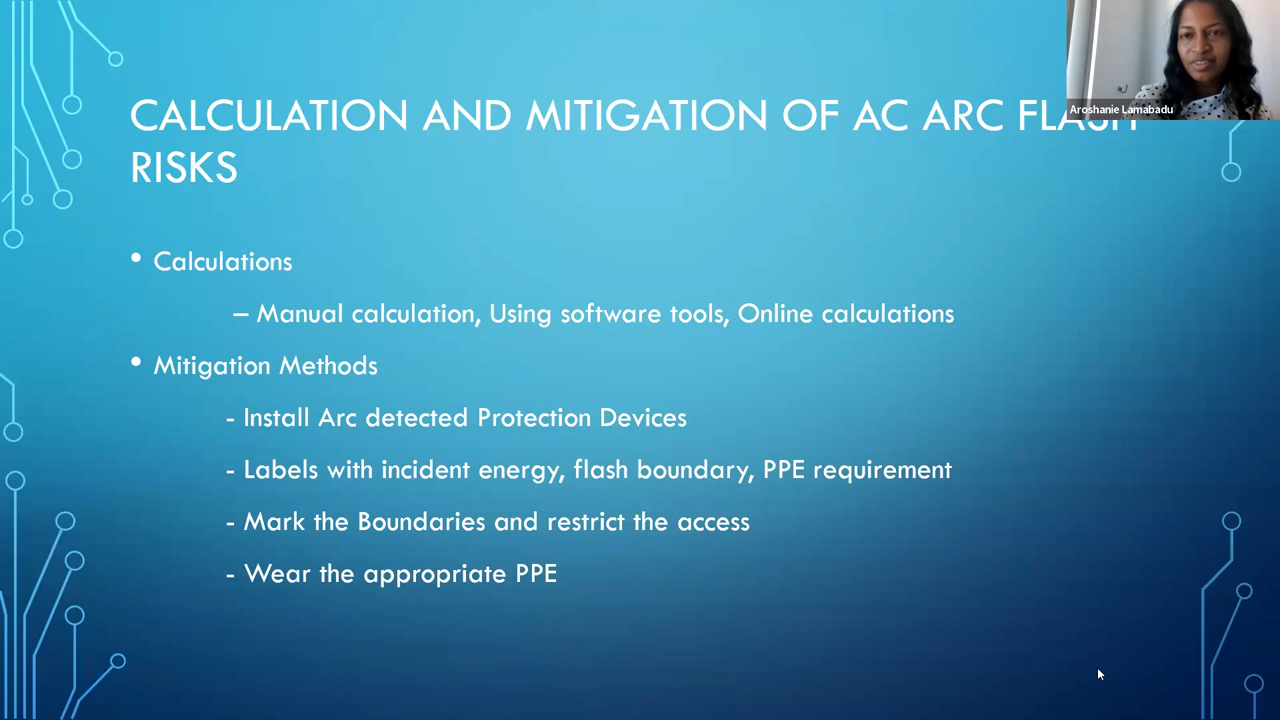 Aroshanie Lamabadu
CALCULATION AND MITIGATION OF AC ARC FLASH
RISKS
• Calculations
– Manual calculation, Using software tools, Online calculations
• Mitigation Methods
- Install Arc detected Protection Devices
- Labels with incident energy, flash boundary, PPE requirement
- Mark the Boundaries and restrict the access
- Wear the appropriate PPE